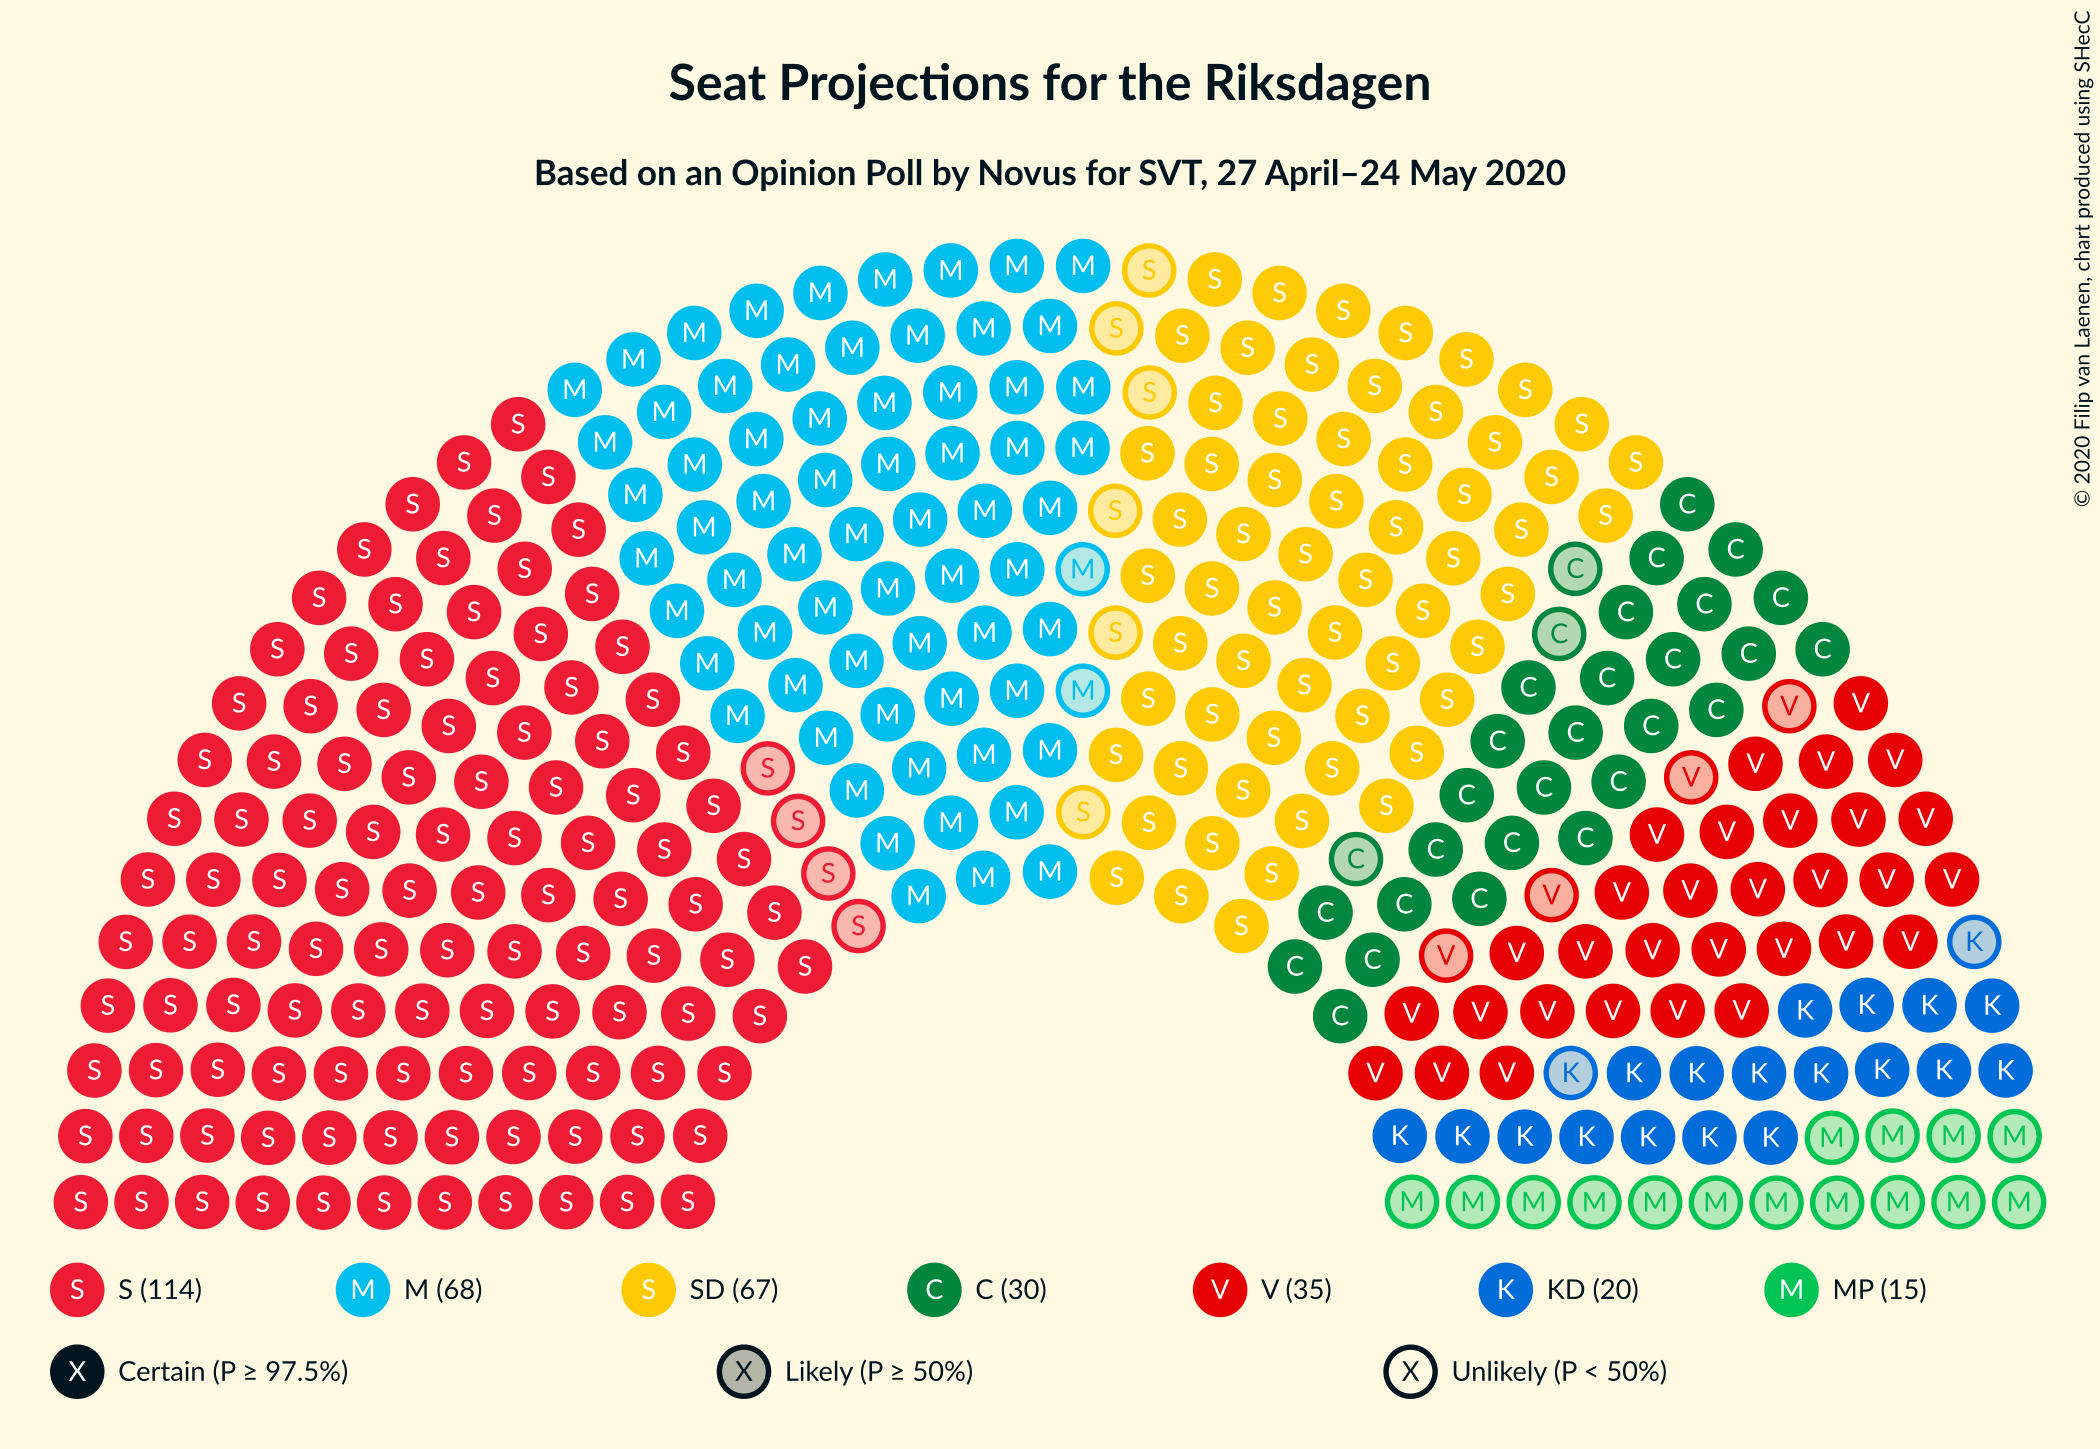 Seat Projections for the Riksdagen
Based on an Opinion Poll by Novus for SVT, 27 April–24 May 2020
© 2020 Filip van Laenen, chart produced using SHecC
S S (114) M M (68) S SD (67) C C (30) V V (35) K KD (20) M MP (15)
X Certain (P ≥ 97.5%) X Likely (P ≥ 50%) X Unlikely (P < 50%)